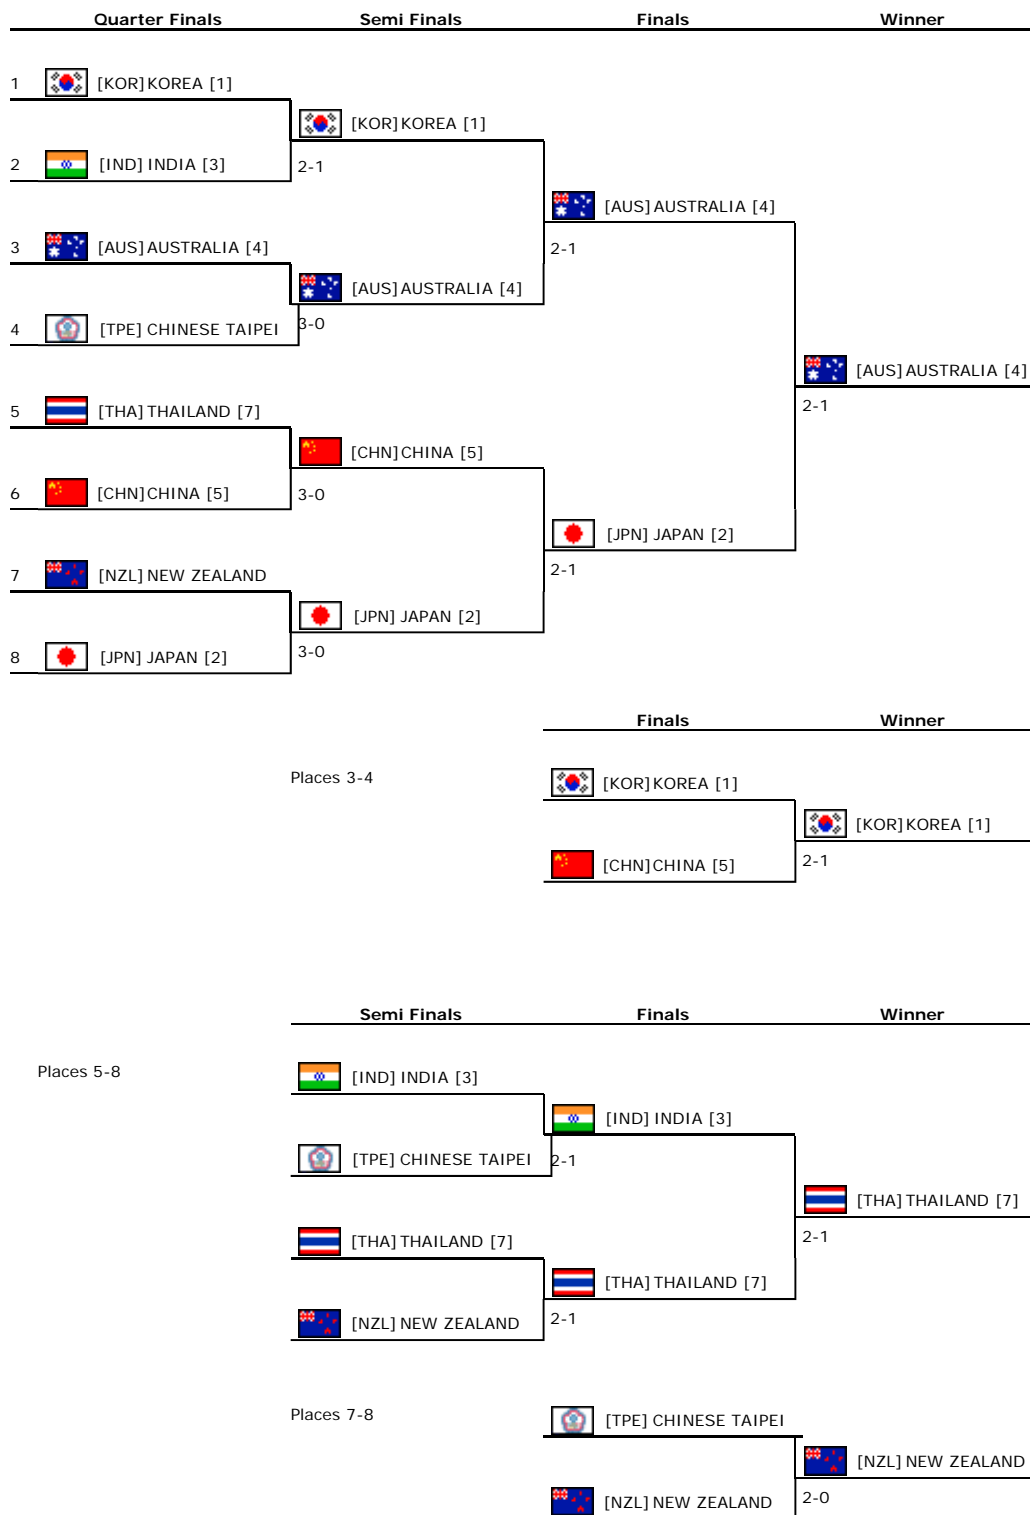 Quarter Finals Semi Finals Finals Winner
1 [KOR] KOREA [1]
[KOR] KOREA [1]
2 [IND] INDIA [3] 2-1
[AUS] AUSTRALIA [4]
3 [AUS] AUSTRALIA [4] 2-1
[AUS] AUSTRALIA [4]
4 [TPE] CHINESE TAIPEI 3-0
[AUS] AUSTRALIA [4]
5 [THA] THAILAND [7] 2-1
[CHN] CHINA [5]
6 [CHN] CHINA [5] 3-0
[JPN] JAPAN [2]
7 [NZL] NEW ZEALAND 2-1
[JPN] JAPAN [2]
8 [JPN] JAPAN [2] 3-0
Finals Winner
Places 3-4 [KOR] KOREA [1]
[KOR] KOREA [1]
[CHN] CHINA [5] 2-1
Semi Finals Finals Winner
Places 5-8 [IND] INDIA [3]
[IND] INDIA [3]
[TPE] CHINESE TAIPEI 2-1
[THA] THAILAND [7]
[THA] THAILAND [7] 2-1
[THA] THAILAND [7]
[NZL] NEW ZEALAND 2-1
Places 7-8 [TPE] CHINESE TAIPEI
[NZL] NEW ZEALAND
[NZL] NEW ZEALAND 2-0